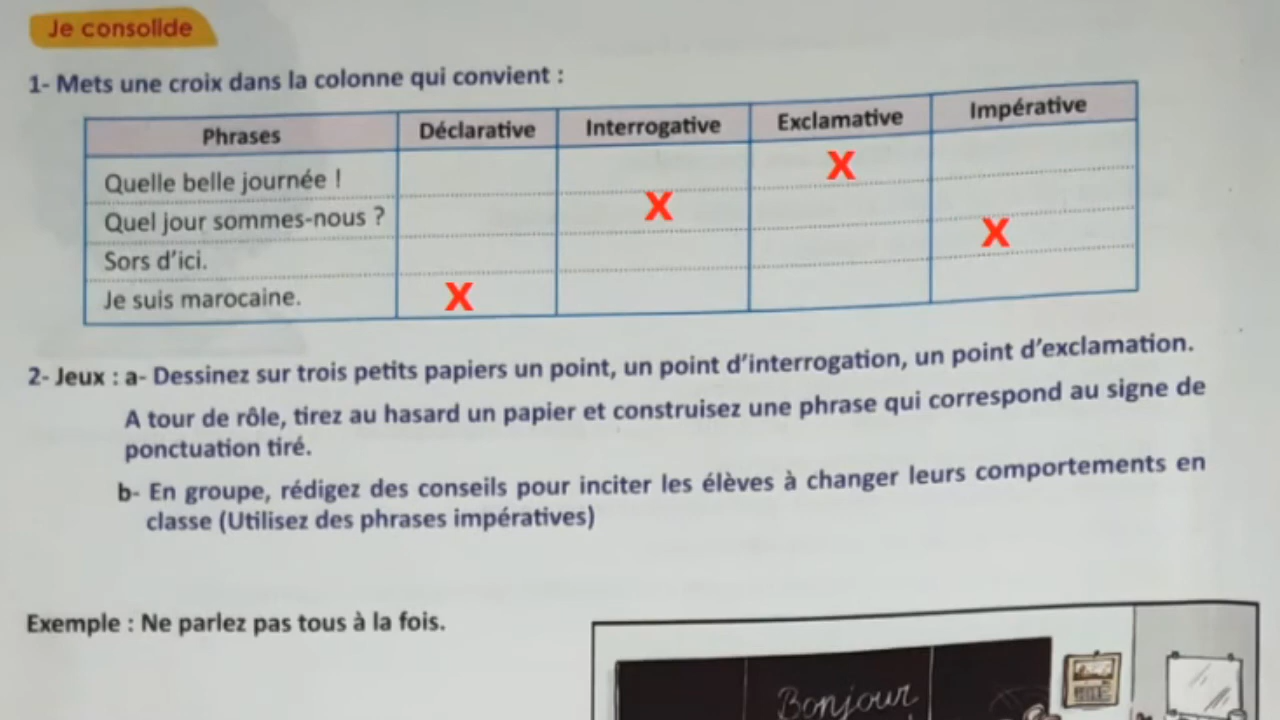 Je consolide
1- Mets une croix dans la colonne qui convient :
Phrases Déclarative Interrogative Exclamative Impérative
Quelle belle journée ! X
Quel jour sommes-nous ? X
Sors d'ici. X
Je suis marocaine. X
2- Jeux : a- Dessinez sur trois petits papiers un point, un point d'interrogation, un point d'exclamation.
A tour de rôle, tirez au hasard un papier et construisez une phrase qui correspond au signe de
ponctuation tiré.
b- En groupe, rédigez des conseils pour inciter les élèves à changer leurs comportements en
classe (Utilisez des phrases impératives)
Exemple : Ne parlez pas tous à la fois.
Bonjour